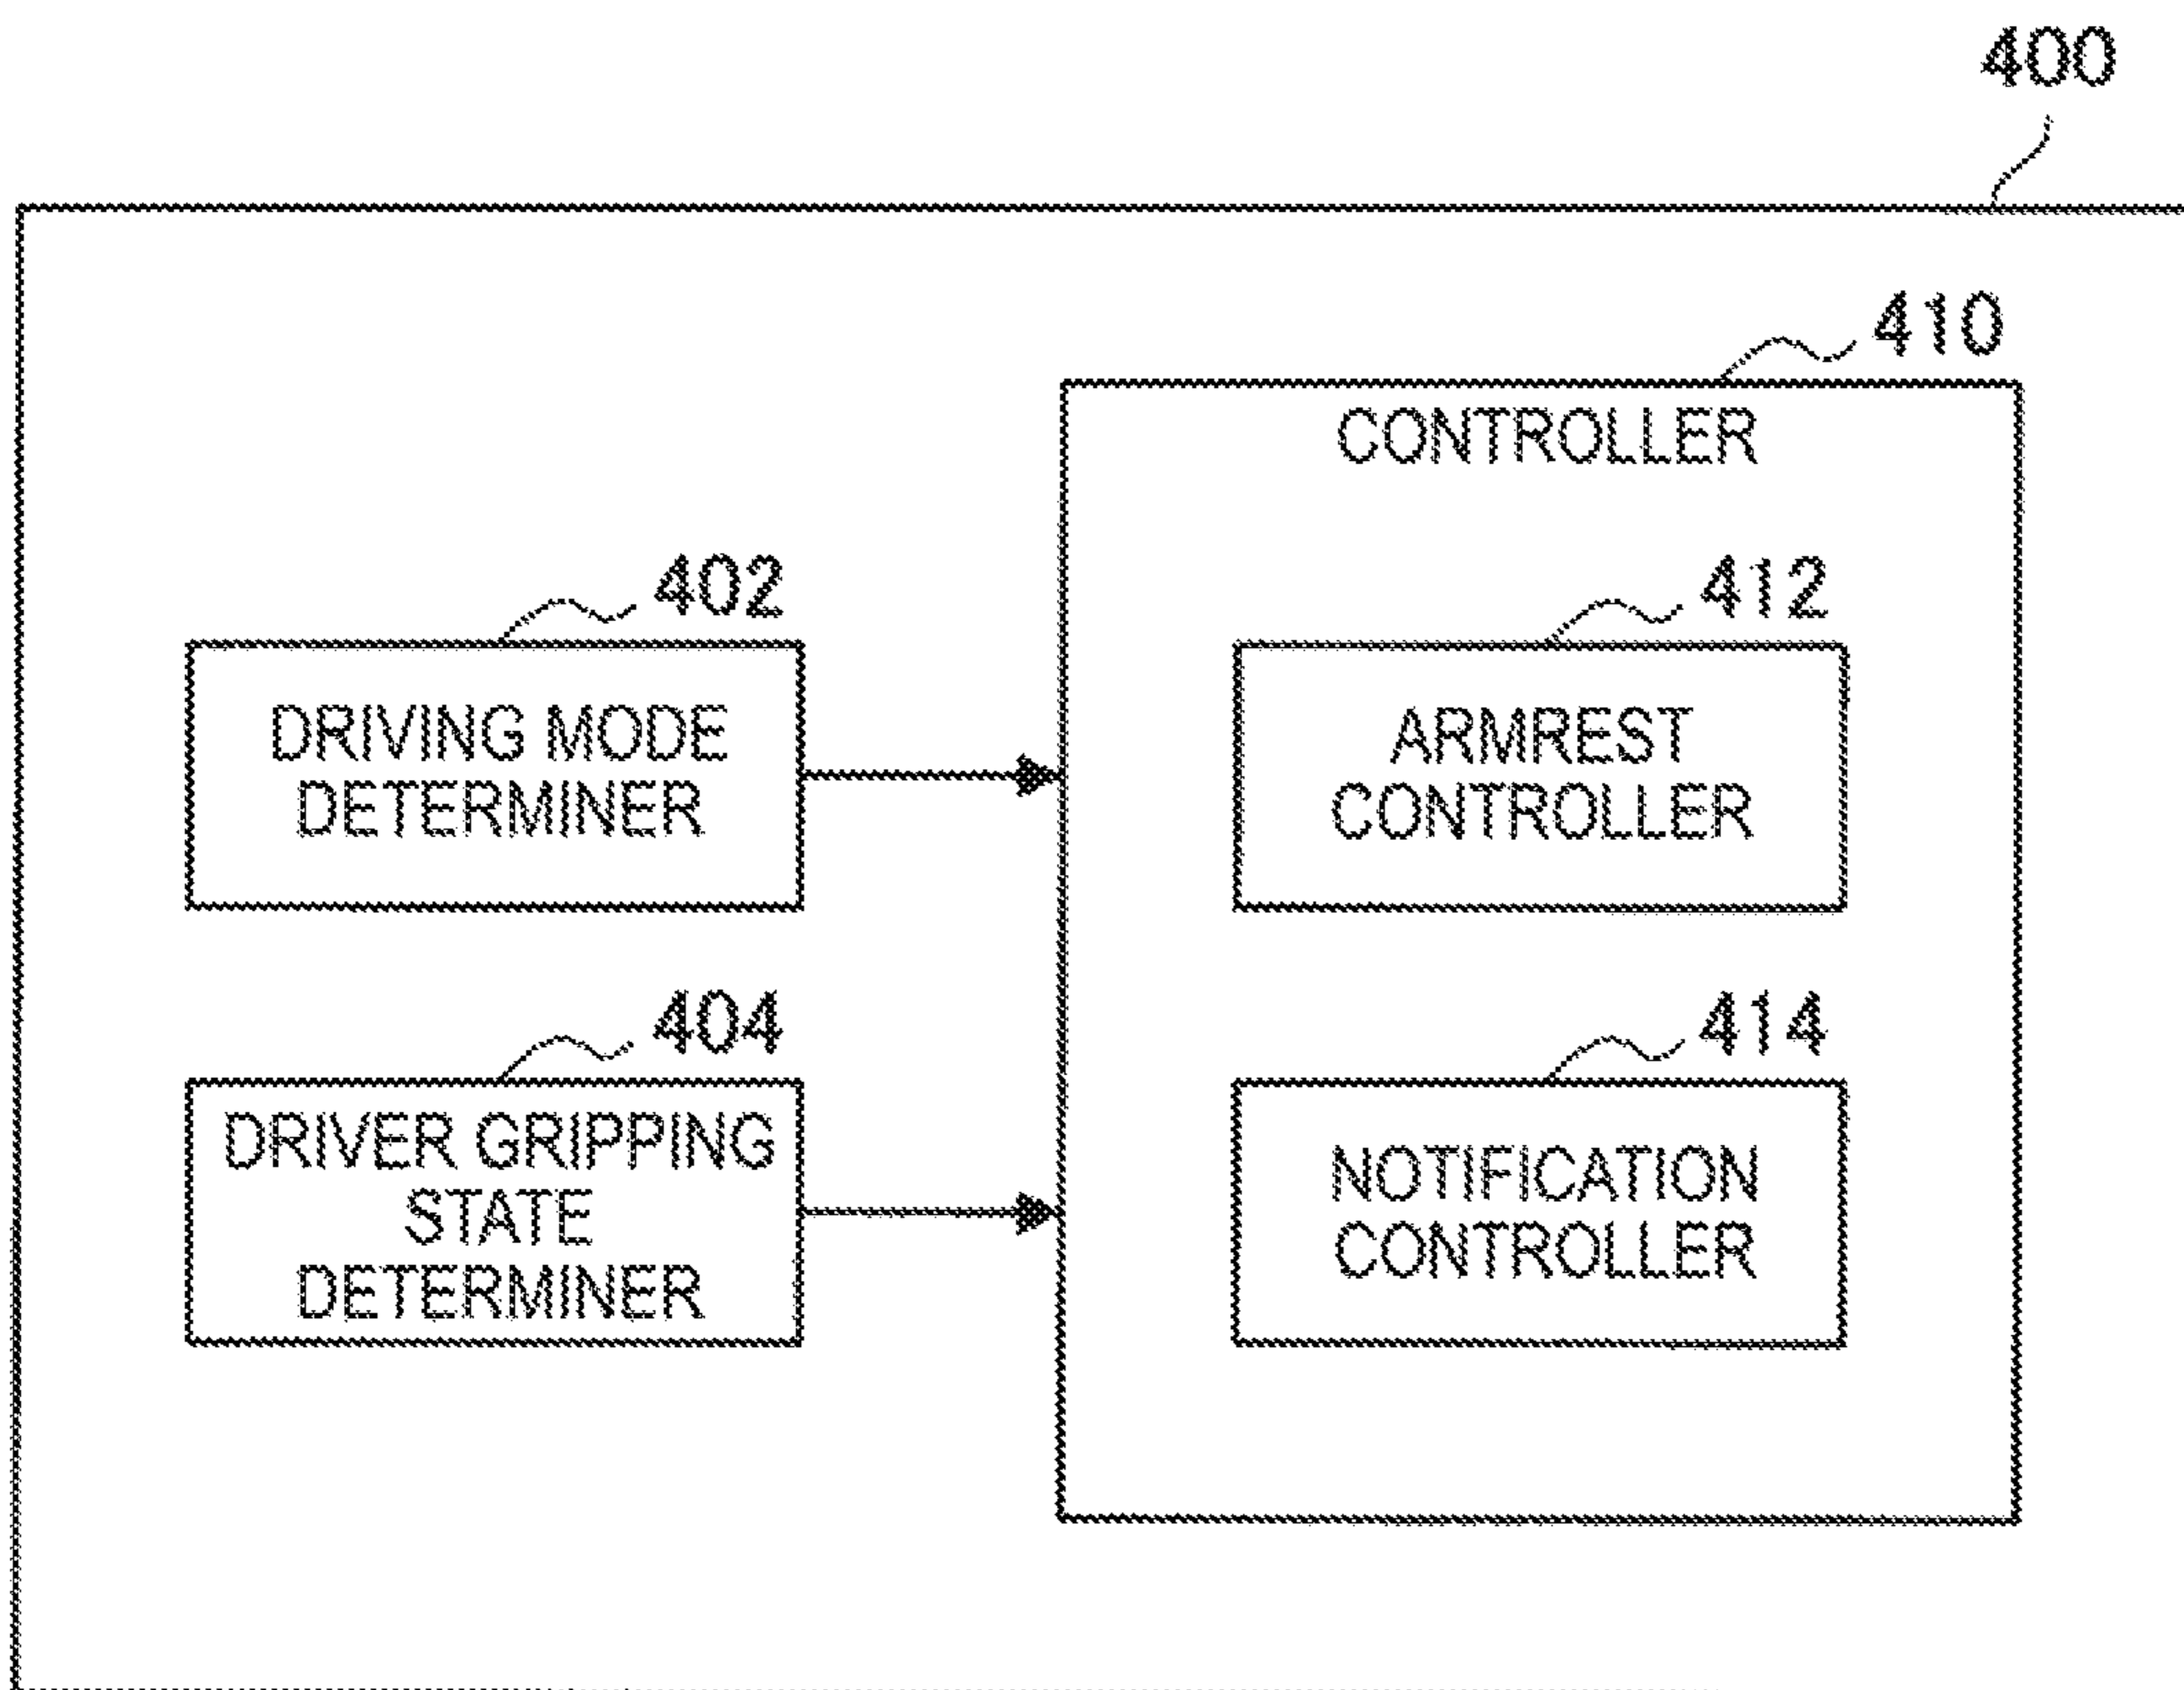 400
410
CONTROLLER
402
DRIVING MODE
DETERMINER
412
ARMREST
CONTROLLER
404
DRIVER GRIPPING
STATE
DETERMINER
414
NOTIFICATION
CONTROLLER